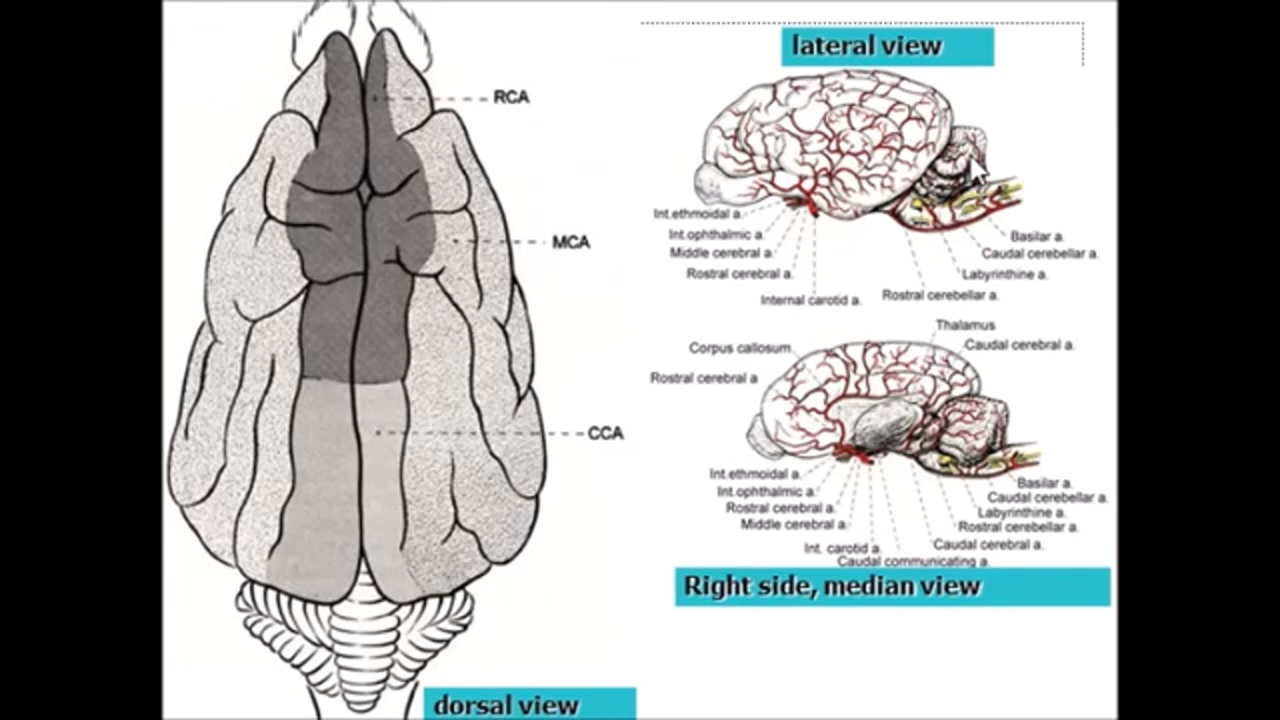 RCA
MCA
CCA
dorsal view
lateral view
Int.ethmoidal a.
Int.ophthalmic a.
Middle cerebral a.
Rostral cerebral a.
Internal carotid a.
Rostral cerebellar a.
Labyrinthine a.
Caudal cerebellar a.
Basilar a.
Thalamus
Corpus callosum
Caudal cerebral a.
Rostral cerebral a
Int.ethmoidal a.
Int.ophthalmic a.
Rostral cerebral a.
Middle cerebral a.
Int. carotid a.
Caudal communicating a.
Caudal cerebral a.
Rostral cerebellar a.
Labyrinthine a.
Caudal cerebellar a.
Basilar a.
Right side, median view